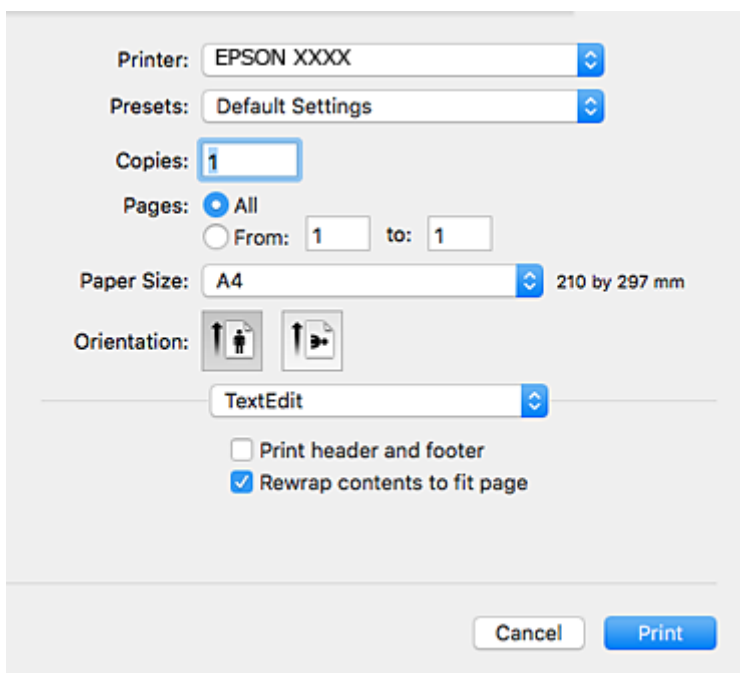 Printer: EPSON XXXX
Presets: Default Settings
Copies: 1
Pages: All
From: 1 to: 1
Paper Size: A4 210 by 297 mm
Orientation:
TextEdit
Print header and footer
Rewrap contents to fit page
Cancel Print